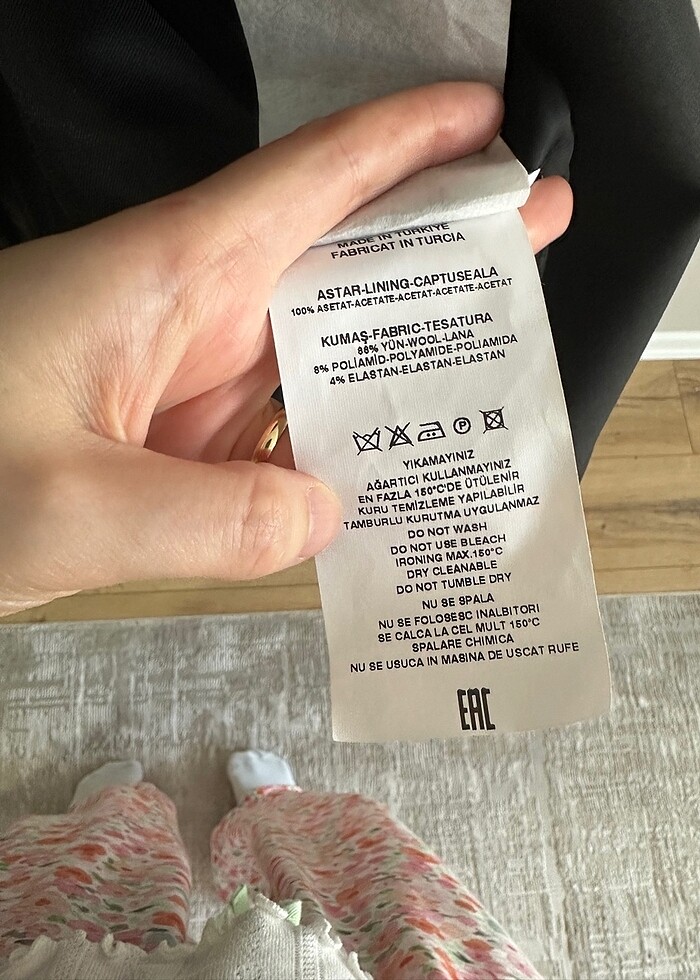 MADE IN TÜRKİYE
FABRICAT IN TURCIA
ASTAR-LINING-CAPTUSEALA
100% ASETAT-ACETATE-ACETAT-ACETATE-ACETAT
KUMAŞ-FABRIC-TESATURA
88% YÜN-WOOL-LANA
8% POLİAMİD-POLYAMIDE-POLIAMIDA
4% ELASTAN-ELASTAN-ELASTAN
P
YIKAMAYINIZ
AĞARTICI KULLANMAYINIZ
EN FAZLA 150°C'DE ÜTÜLENİR
KURU TEMİZLEME YAPILABİLİR
TAMBURLU KURUTMA UYGULANMAZ
DO NOT WASH
DO NOT USE BLEACH
IRONING MAX.150°C
DRY CLEANABLE
DO NOT TUMBLE DRY
NU SE SPALA
NU SE FOLOSESC INALBITORI
SE CALCA LA CEL MULT 150°C
SPALARE CHIMICA
NU SE USUCA IN MASINA DE USCAT RUFE
EAC